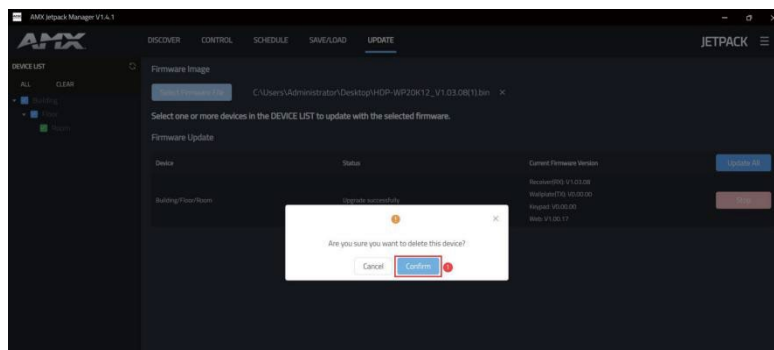 AMX Jetpack Manager V1.4.1
AMX
DISCOVER CONTROL SCHEDULE SAVE/LOAD UPDATE
JETPACK
DEVICE LIST
ALL CLEAR
Building
Floor
Room
Firmware Image
Select Firmware File C:\Users\Administrator\Desktop\HDP-WP20K12_V1.03.08(1).bin ×
Select one or more devices in the DEVICE LIST to update with the selected firmware.
Firmware Update
Device Status Current Firmware Version Update All
Building/Floor/Room Upgrade successfully
Receiver(RX): V1.03.08
Wallplate(TX): V0.00.00
Keypad: V0.00.00
Web: V1.00.17
Stop
Are you sure you want to delete this device?
Cancel Confirm 1